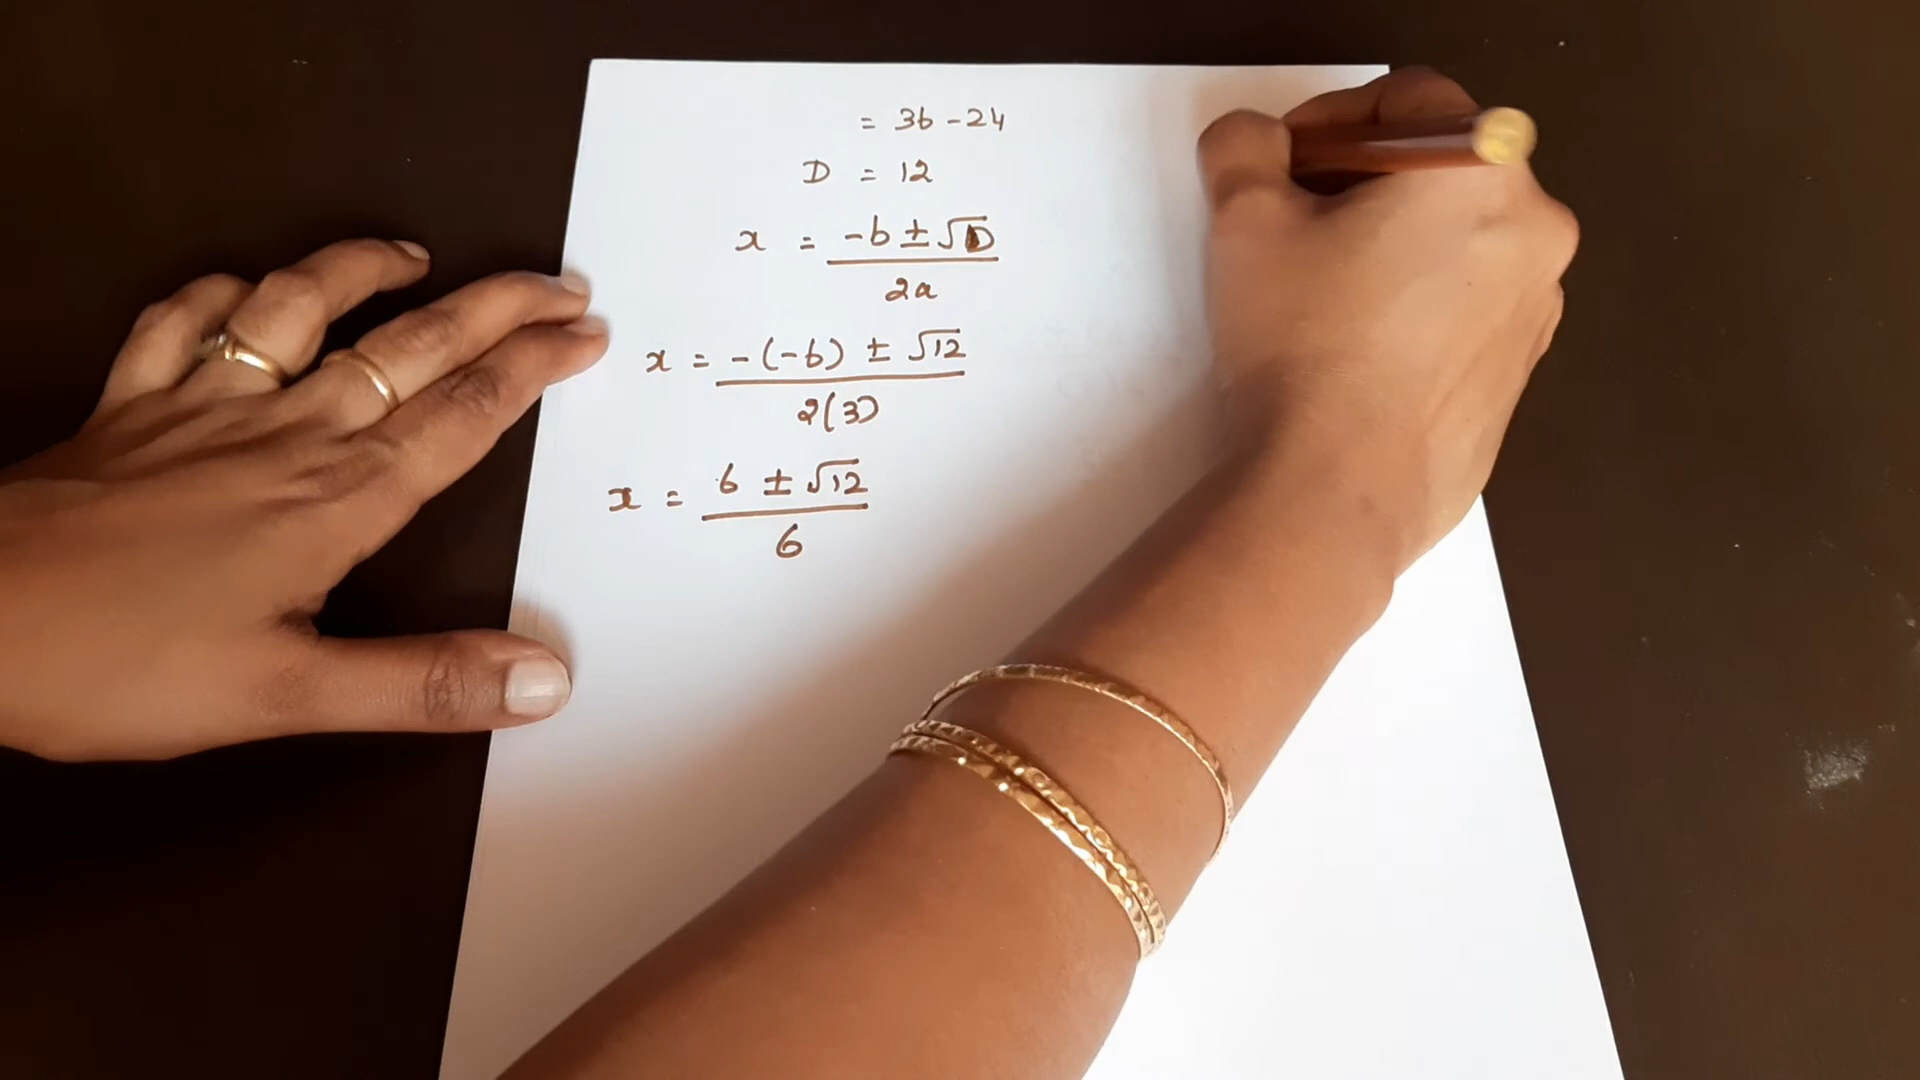 = 36 - 24
D = 12
x = (-b ± √D) / 2a
x = (-(-6) ± √12) / 2(3)
x = (6 ± √12) / 6